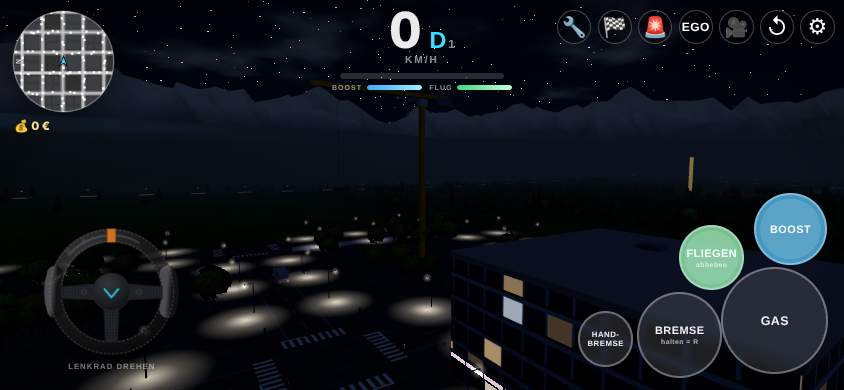 0 D1
KM/H
BOOST FLUG
EGO
N
0 €
BOOST
FLIEGEN
abheben
GAS
BREMSE
halten = R
HAND-
BREMSE
LENKRAD DREHEN